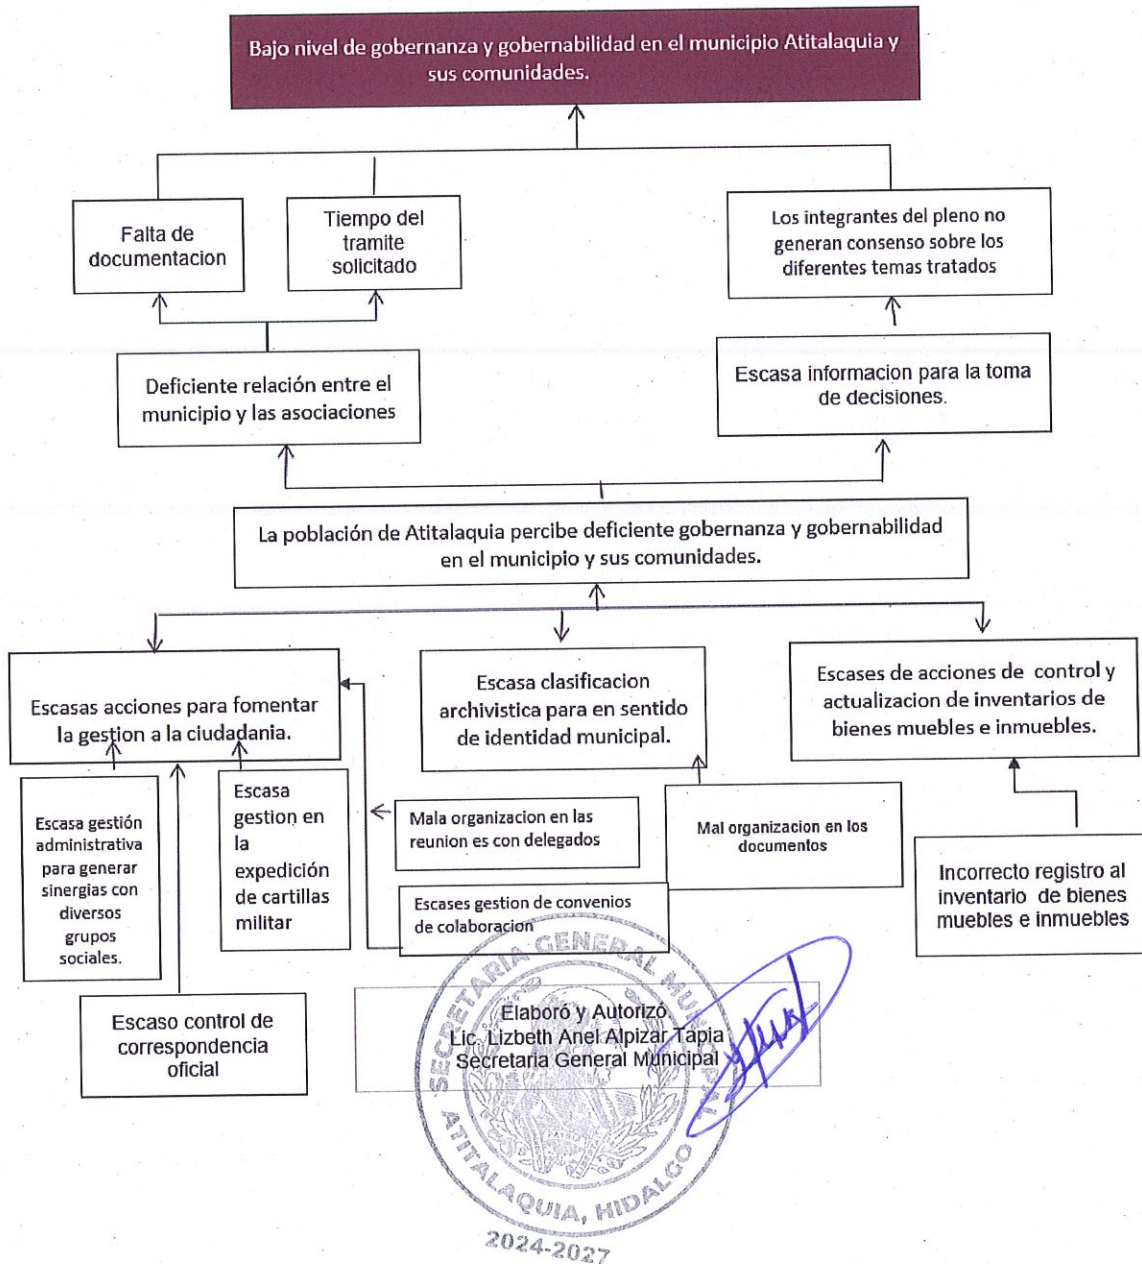 Bajo nivel de gobernanza y gobernabilidad en el municipio Atitalaquia y
sus comunidades.
Falta de
documentacion
Tiempo del
tramite
solicitado
Los integrantes del pleno no
generan consenso sobre los
diferentes temas tratados
Deficiente relación entre el
municipio y las asociaciones
Escasa informacion para la toma
de decisiones.
La población de Atitalaquia percibe deficiente gobernanza y gobernabilidad
en el municipio y sus comunidades.
Escasas acciones para fomentar
la gestion a la ciudadania.
Escasa clasificacion
archivistica para en sentido
de identidad municipal.
Escases de acciones de control y
actualizacion de inventarios de
bienes muebles e inmuebles.
Escasa gestión
administrativa
para generar
sinergias con
diversos
grupos
sociales.
Escasa
gestion en
la
expedición
de cartillas
militar
Mala organizacion en las
reunion es con delegados
Escases gestion de convenios
de colaboracion
Mal organizacion en los
documentos
Incorrecto registro al
inventario de bienes
muebles e inmuebles
Escaso control de
correspondencia
oficial
Elaboró y Autorizó.
Lic. Lizbeth Anel Alpizar Tapia
Secretaria General Municipal
SECRETARÍA GENERAL MUNICIPAL
ATITALAQUIA, HIDALGO
2024-2027